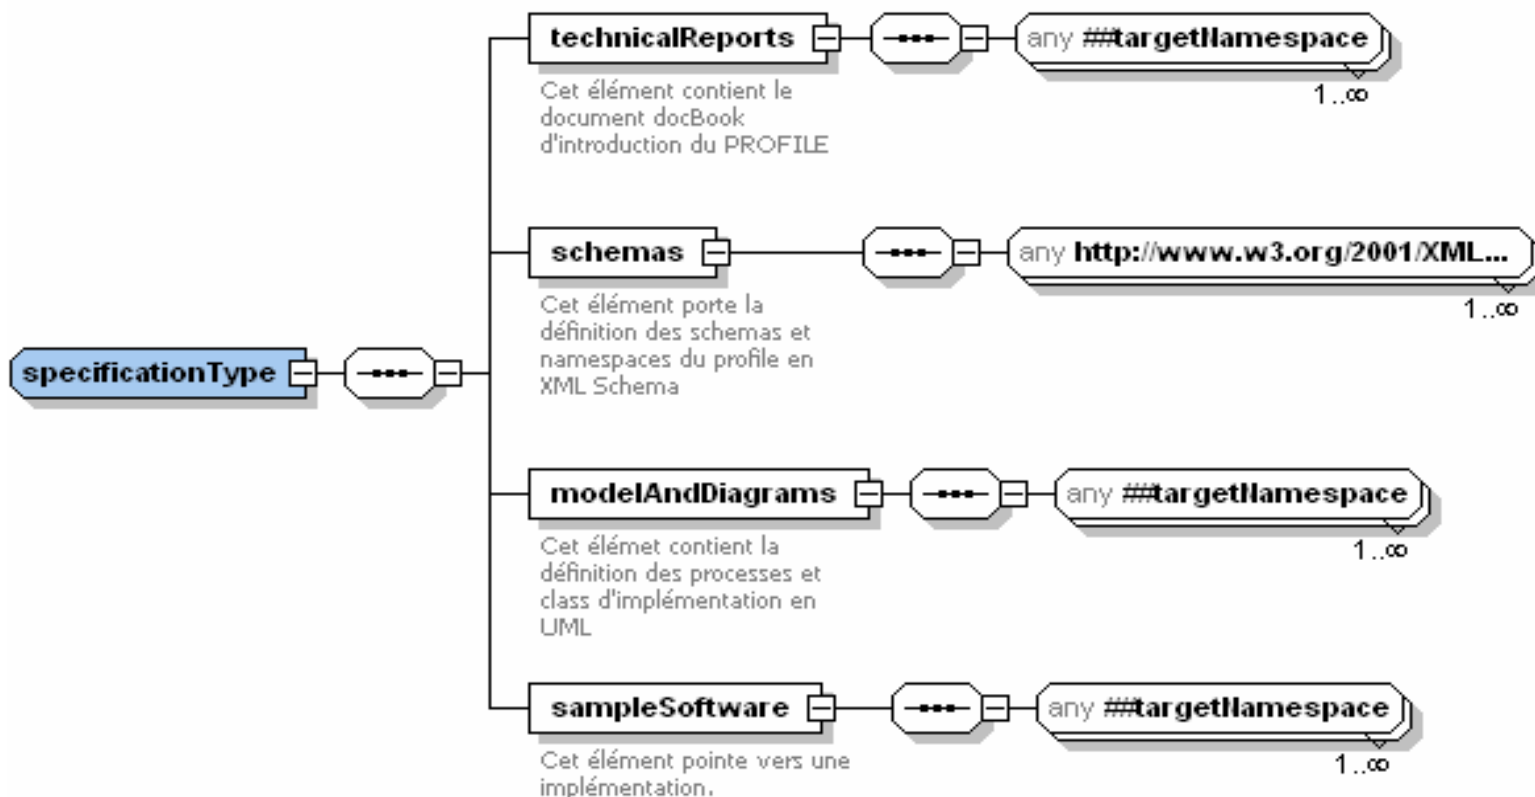 technicalReports
any ##targetNamespace
1..∞
Cet élément contient le
document docBook
d'introduction du PROFILE
schemas
any http://www.w3.org/2001/XML...
1..∞
Cet élément porte la
définition des schemas et
namespaces du profile en
XML Schema
specificationType
modelAndDiagrams
any ##targetNamespace
1..∞
Cet élémet contient la
définition des processes et
class d'implémentation en
UML
sampleSoftware
any ##targetNamespace
1..∞
Cet élément pointe vers une
implémentation.